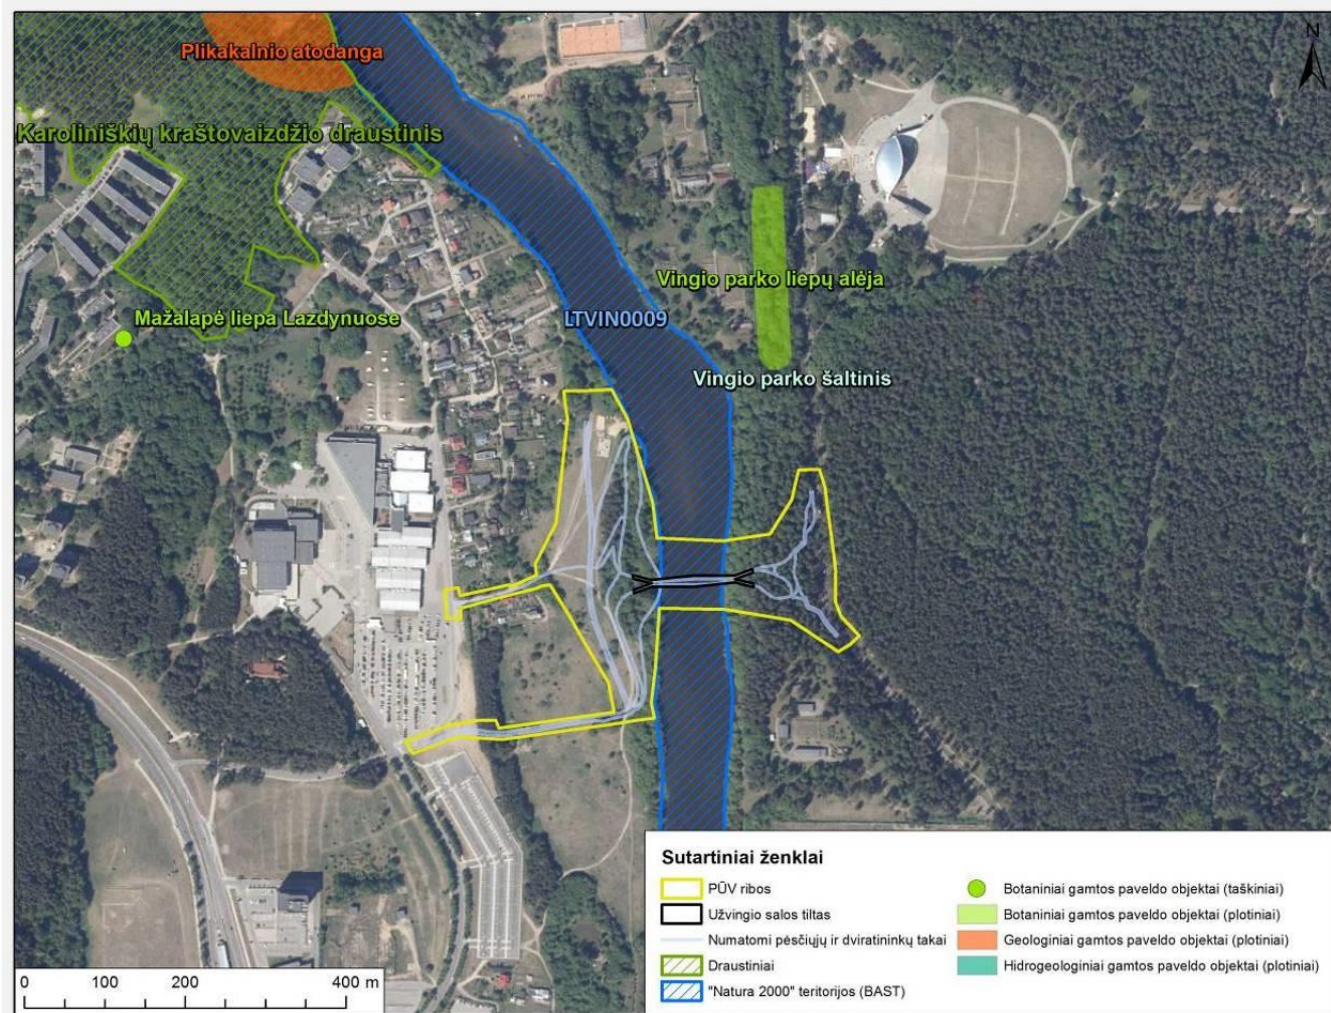 N
Plikakalnio atodanga
Karoliniškių kraštovaizdžio draustinis
Vingio parko liepų alėja
Mažalapė liepa Lazdynuose
LTVIN0009
Vingio parko šaltinis
Sutartiniai ženklai
PŪV ribos
Užvingio salos tiltas
Numatomi pėsčiųjų ir dviratininkų takai
Draustiniai
"Natura 2000" teritorijos (BAST)
Botaniniai gamtos paveldo objektai (taškiniai)
Botaniniai gamtos paveldo objektai (plotiniai)
Geologiniai gamtos paveldo objektai (plotiniai)
Hidrogeologiniai gamtos paveldo objektai (plotiniai)
0 100 200 400 m